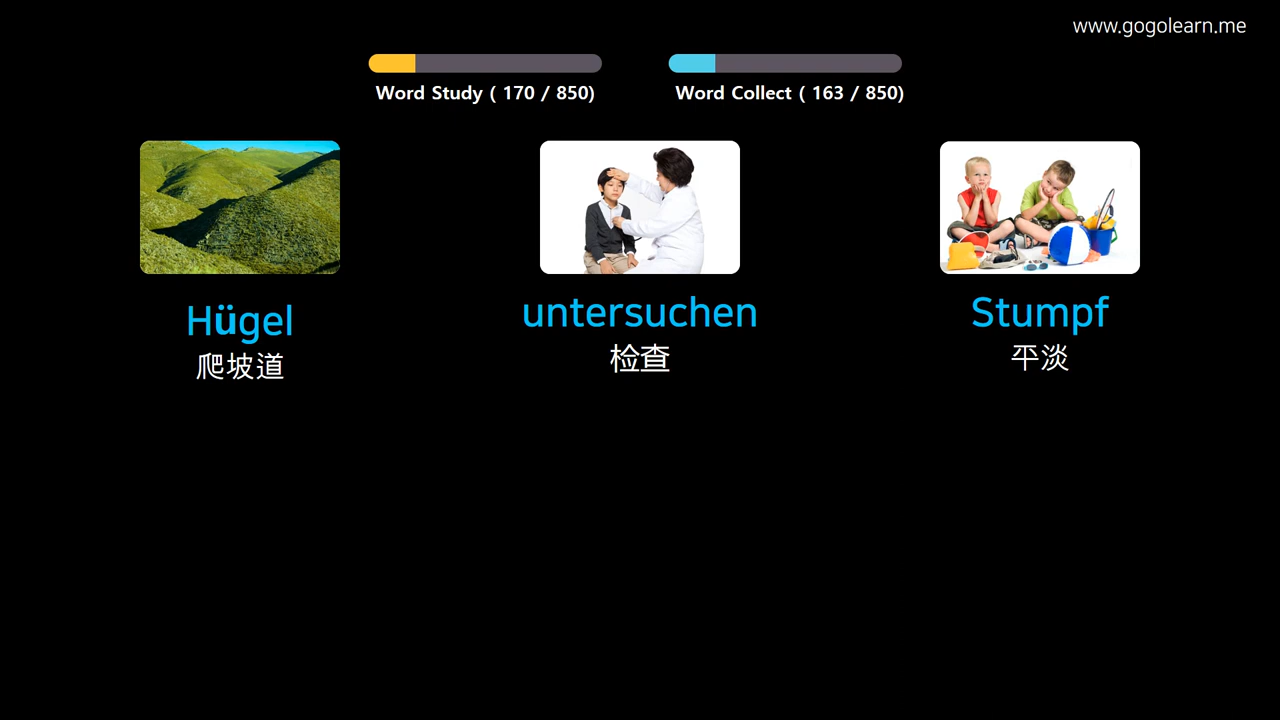 www.gogolearn.me
Word Study ( 170 / 850)
Word Collect ( 163 / 850)
Hügel
爬坡道
untersuchen
检查
Stumpf
平淡